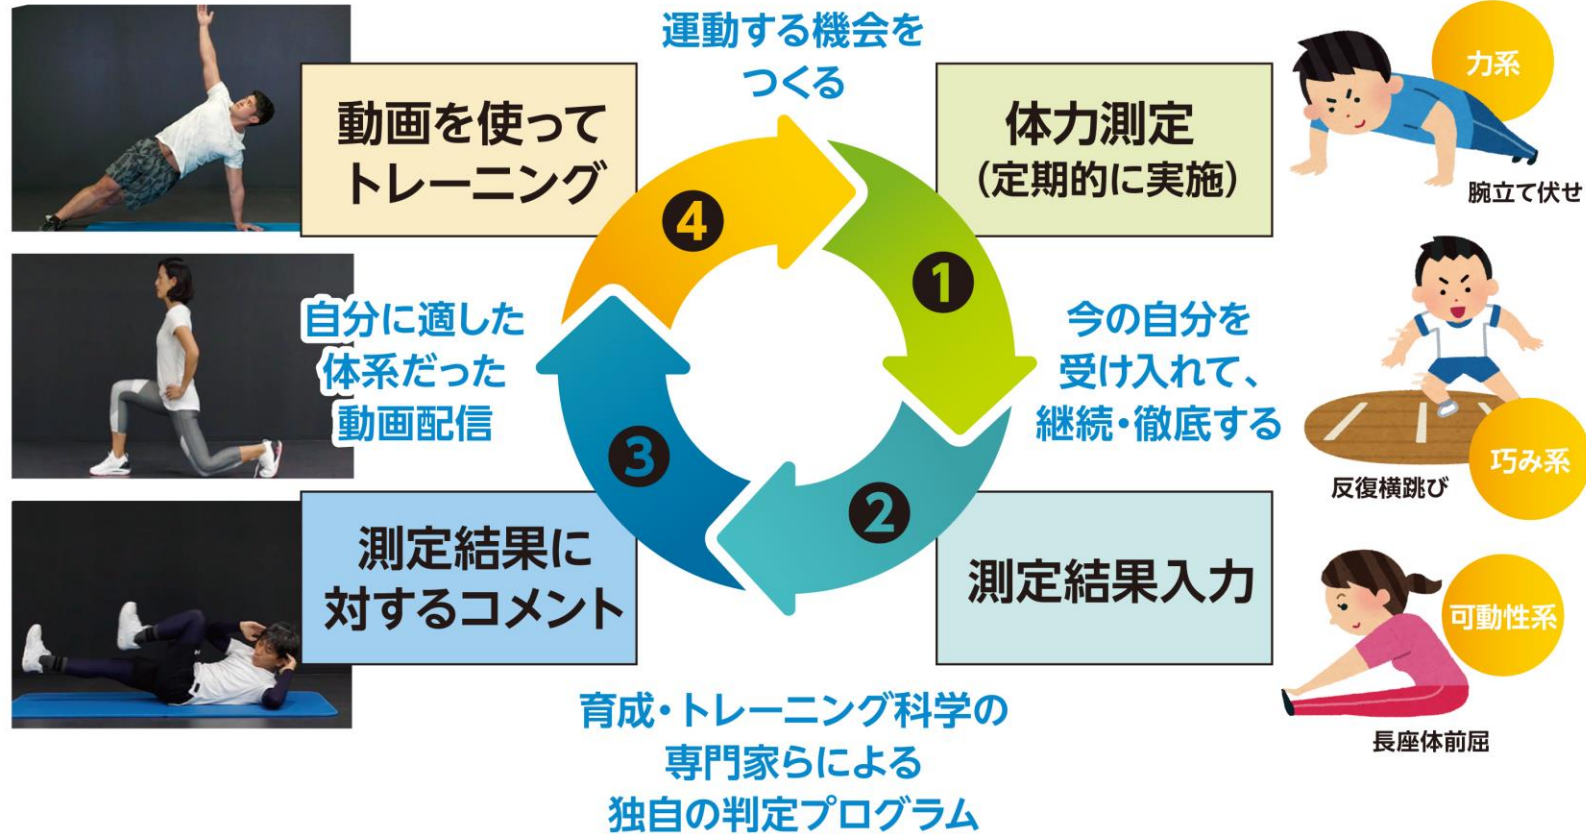 運動する機会を
つくる
動画を使って
トレーニング
体力測定
(定期的に実施)
力系
腕立て伏せ
❹
❶
自分に適した
体系だった
動画配信
今の自分を
受け入れて、
継続・徹底する
巧み系
反復横跳び
❸
❷
測定結果に
対するコメント
測定結果入力
可動性系
長座体前屈
育成・トレーニング科学の
専門家らによる
独自の判定プログラム